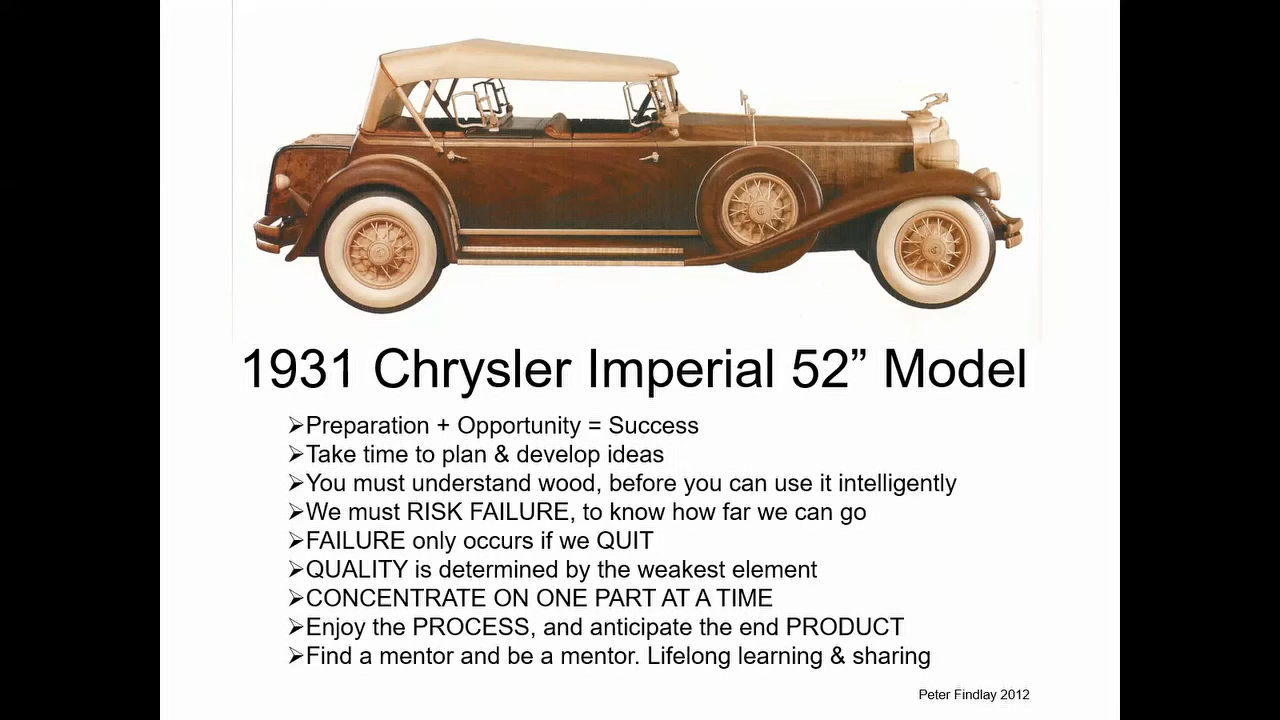 1931 Chrysler Imperial 52” Model
➢Preparation + Opportunity = Success
➢Take time to plan & develop ideas
➢You must understand wood, before you can use it intelligently
➢We must RISK FAILURE, to know how far we can go
➢FAILURE only occurs if we QUIT
➢QUALITY is determined by the weakest element
➢CONCENTRATE ON ONE PART AT A TIME
➢Enjoy the PROCESS, and anticipate the end PRODUCT
➢Find a mentor and be a mentor. Lifelong learning & sharing
Peter Findlay 2012